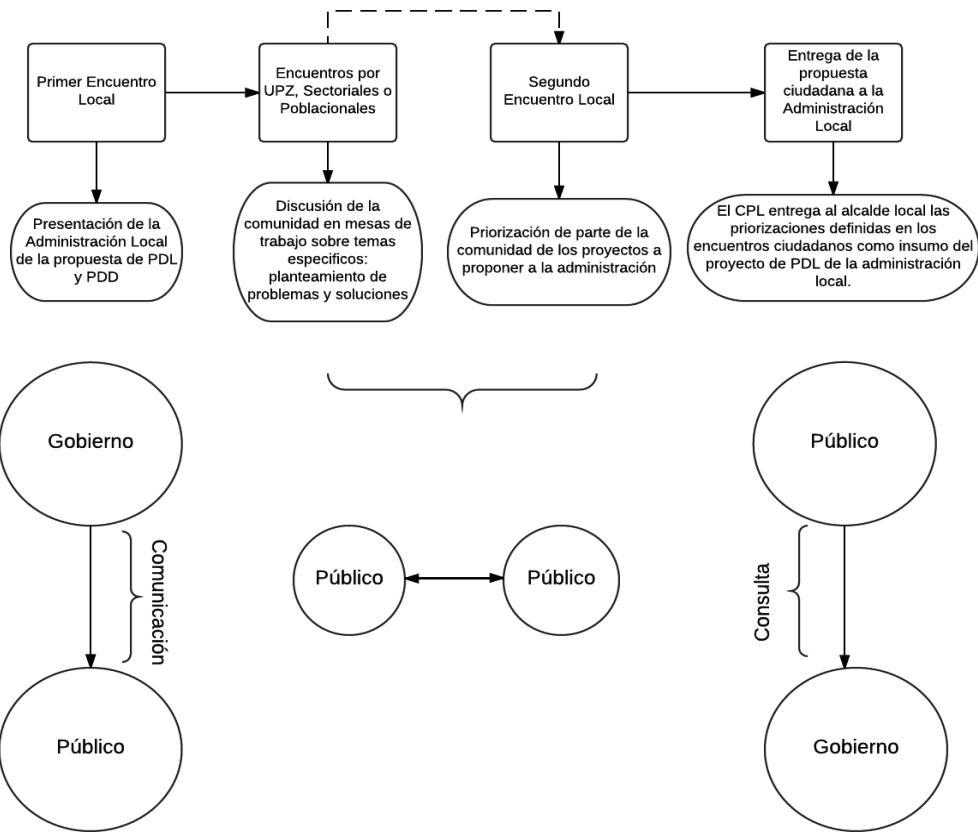 Primer Encuentro
Local
Encuentros por
UPZ, Sectoriales o
Poblacionales
Segundo
Encuentro Local
Entrega de la
propuesta
ciudadana a la
Administración
Local
Presentación de la
Administración Local
de la propuesta de PDL
y PDD
Discusión de la
comunidad en mesas de
trabajo sobre temas
especificos:
planteamiento de
problemas y soluciones
Priorización de parte de la
comunidad de los proyectos a
proponer a la administración
El CPL entrega al alcalde local las
priorizaciones definidas en los
encuentros ciudadanos como insumo del
proyecto de PDL de la administración
local.
Gobierno
Comunicación
Público
Público
Público
Público
Consulta
Gobierno